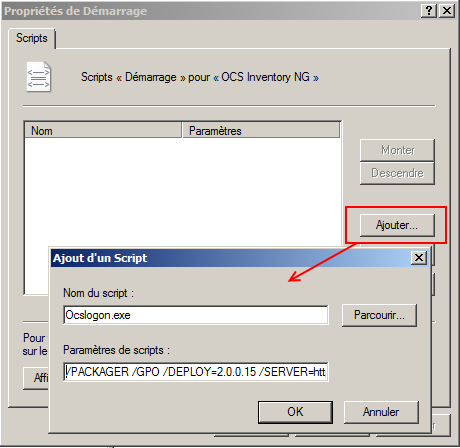 Propriétés de Démarrage
Scripts
Scripts « Démarrage » pour « OCS Inventory NG »
Nom
Paramètres
Monter
Descendre
Ajouter...
Ajout d'un Script
Nom du script :
Ocslogon.exe
Parcourir...
Paramètres de scripts :
/PACKAGER /GPO /DEPLOY=2.0.0.15 /SERVER=htt
OK
Annuler
Pour
sur le
Affi